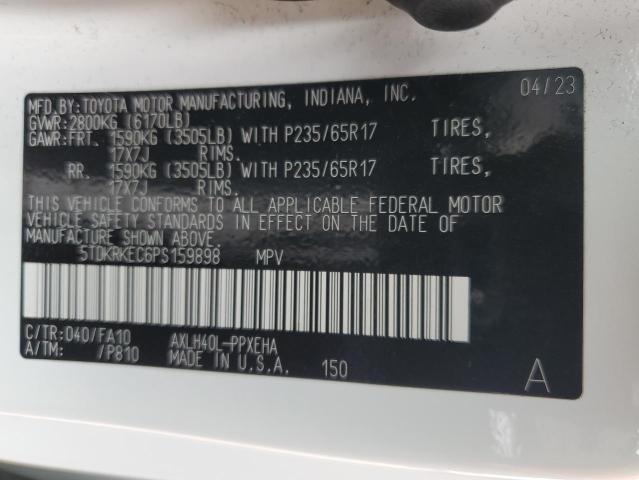 MFD.BY:TOYOTA MOTOR MANUFACTURING, INDIANA, INC. 04/23
GVWR:2800KG (6170LB)
GAWR:FRT. 1590KG (3505LB) WITH P235/65R17 TIRES,
17X7J RIMS.
RR. 1590KG (3505LB) WITH P235/65R17 TIRES,
17X7J RIMS.
THIS VEHICLE CONFORMS TO ALL APPLICABLE FEDERAL MOTOR
VEHICLE SAFETY STANDARDS IN EFFECT ON THE DATE OF
MANUFACTURE SHOWN ABOVE.
5TDKRKEC6PS159898 MPV
C/TR:040/FA10 AXLH40L-PPXEHA
A/TM: /P810 MADE IN U.S.A. 150 A